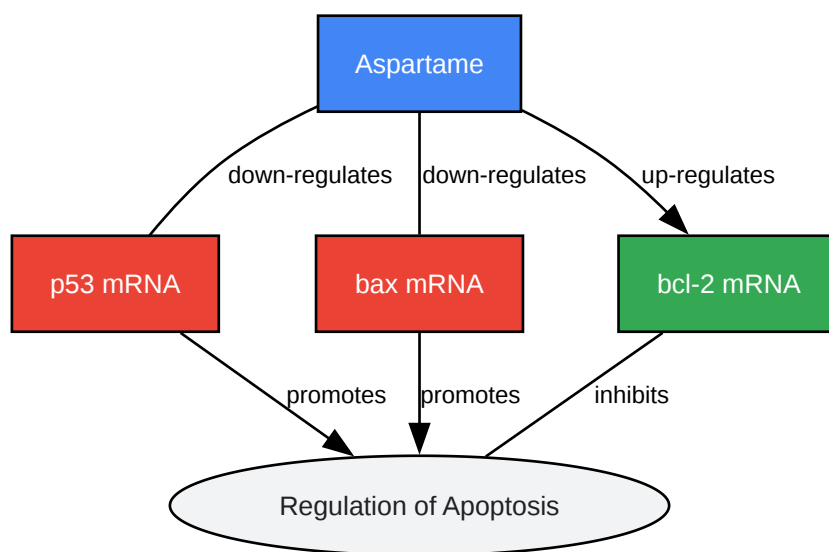 Aspartame
down-regulates
down-regulates
up-regulates
p53 mRNA
bax mRNA
bcl-2 mRNA
promotes
promotes
inhibits
Regulation of Apoptosis